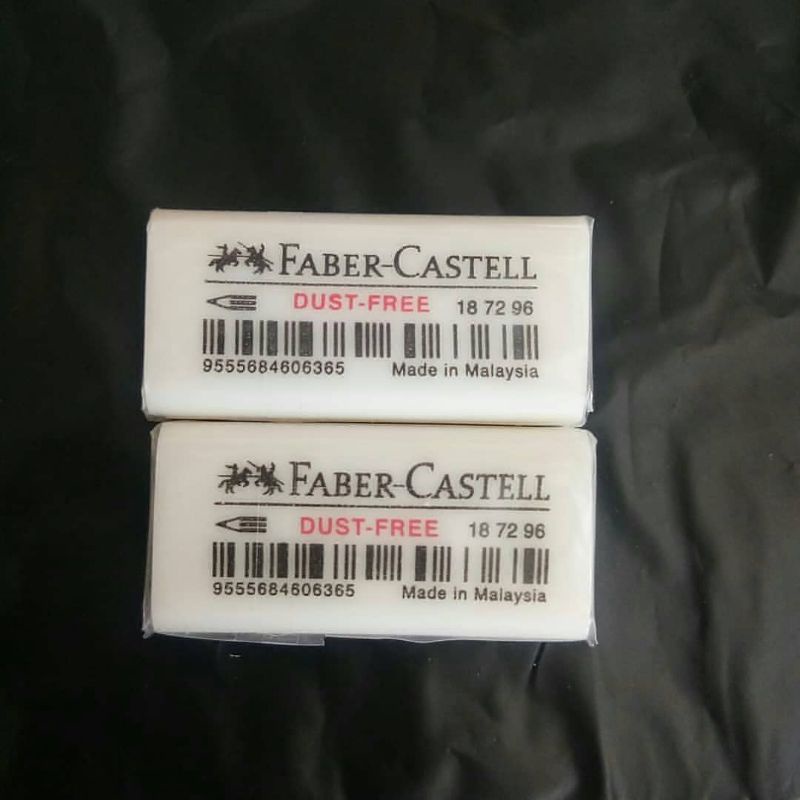 FABER-CASTELL
DUST-FREE 18 72 96
9555684606365 Made in Malaysia
FABER-CASTELL
DUST-FREE 18 72 96
9555684606365 Made in Malaysia